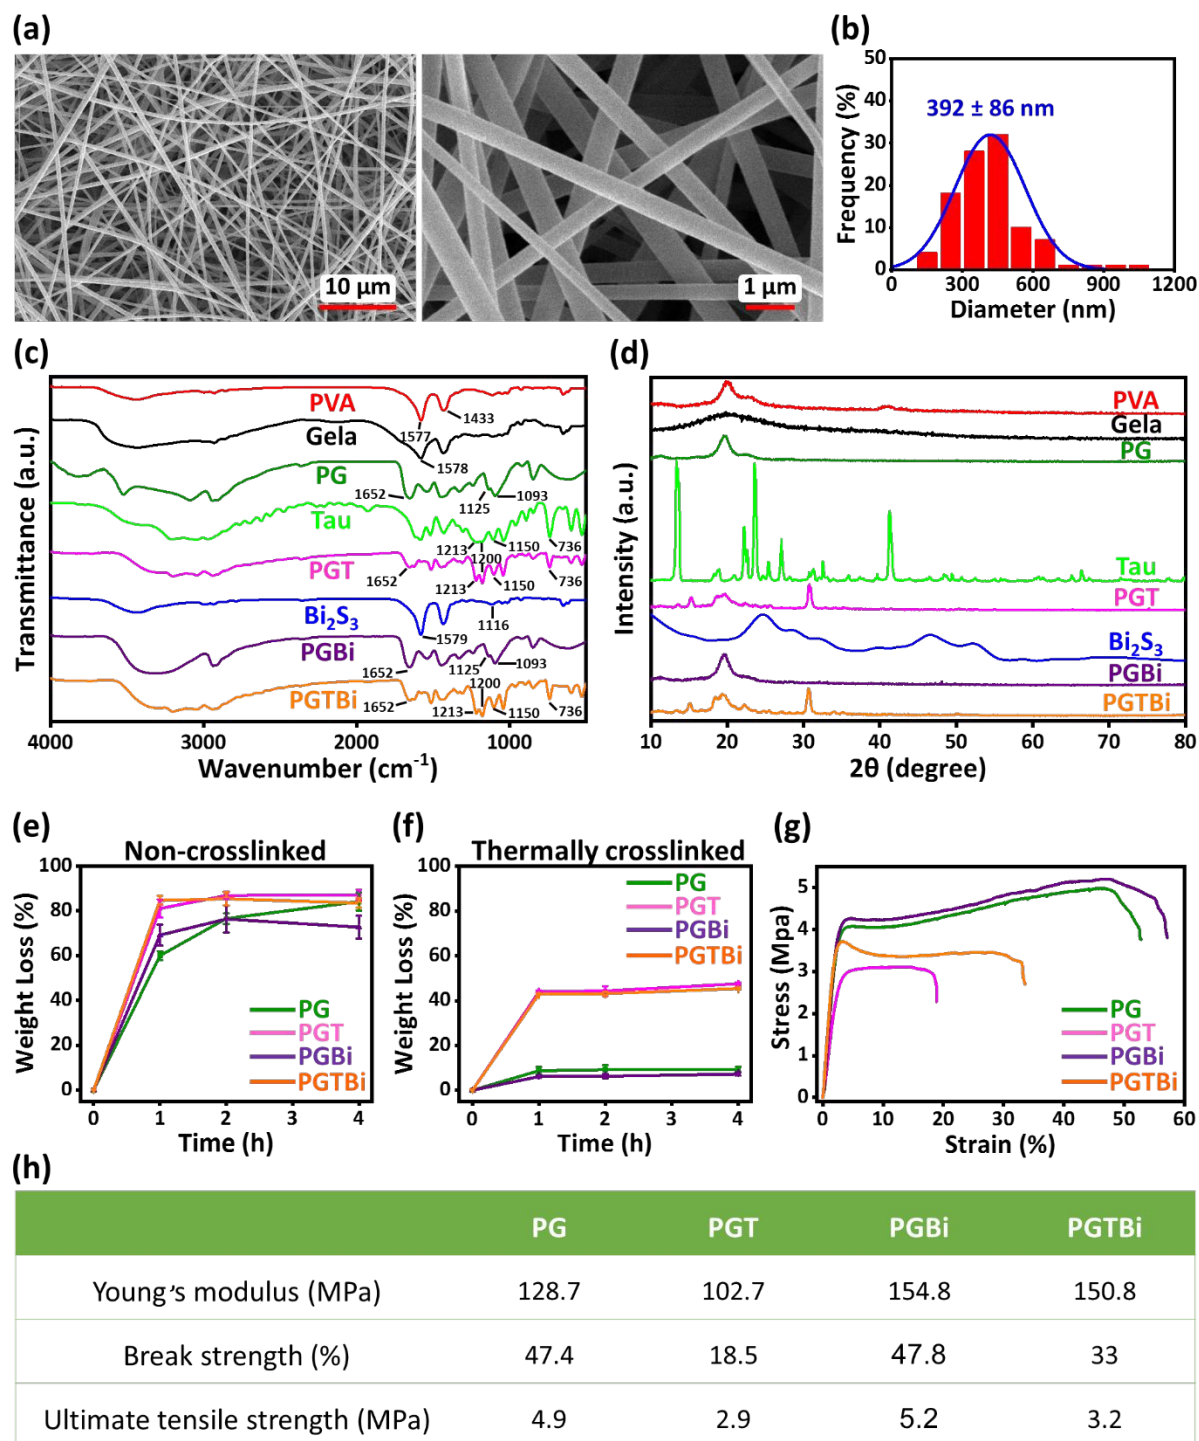 (a)
10 µm
1 µm
(b)
Frequency (%)
50
40
30
20
10
0
392 ± 86 nm
0 300 600 900 1200
Diameter (nm)
(c)
Transmittance (a.u.)
PVA
1577
1433
Gela
1578
PG
1652
1125
1093
Tau
1213
1200
1150
736
PGT
1652
1213
1150
736
Bi₂S₃
1579
1116
PGBi
1652
1125
1093
1200
PGTBi
1652
1213
1150
736
4000 3000 2000 1000
Wavenumber (cm⁻¹)
(d)
Intensity (a.u.)
PVA
Gela
PG
Tau
PGT
Bi₂S₃
PGBi
PGTBi
10 20 30 40 50 60 70 80
2θ (degree)
(e)
Non-crosslinked
Weight Loss (%)
100
80
60
40
20
0
PG
PGT
PGBi
PGTBi
0 1 2 3 4
Time (h)
(f)
Thermally crosslinked
Weight Loss (%)
100
80
60
40
20
0
PG
PGT
PGBi
PGTBi
0 1 2 3 4
Time (h)
(g)
Stress (Mpa)
5
4
3
2
1
0
PG
PGT
PGBi
PGTBi
0 10 20 30 40 50 60
Strain (%)
(h)
PG PGT PGBi PGTBi
Young's modulus (MPa) 128.7 102.7 154.8 150.8
Break strength (%) 47.4 18.5 47.8 33
Ultimate tensile strength (MPa) 4.9 2.9 5.2 3.2